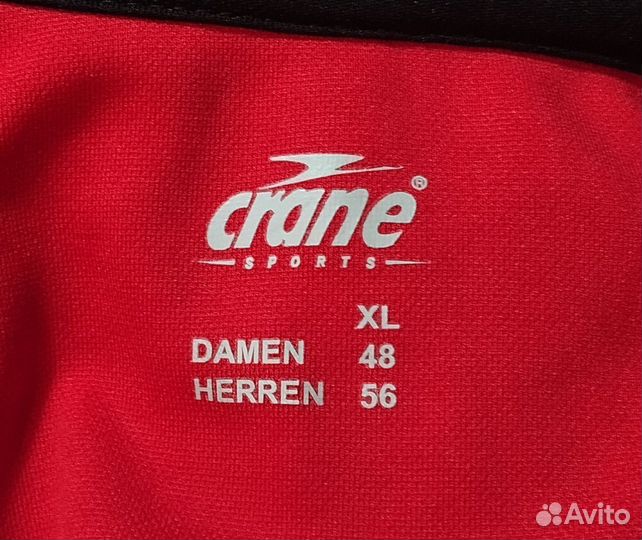 crane®
SPORTS
XL
DAMEN 48
HERREN 56
Avito